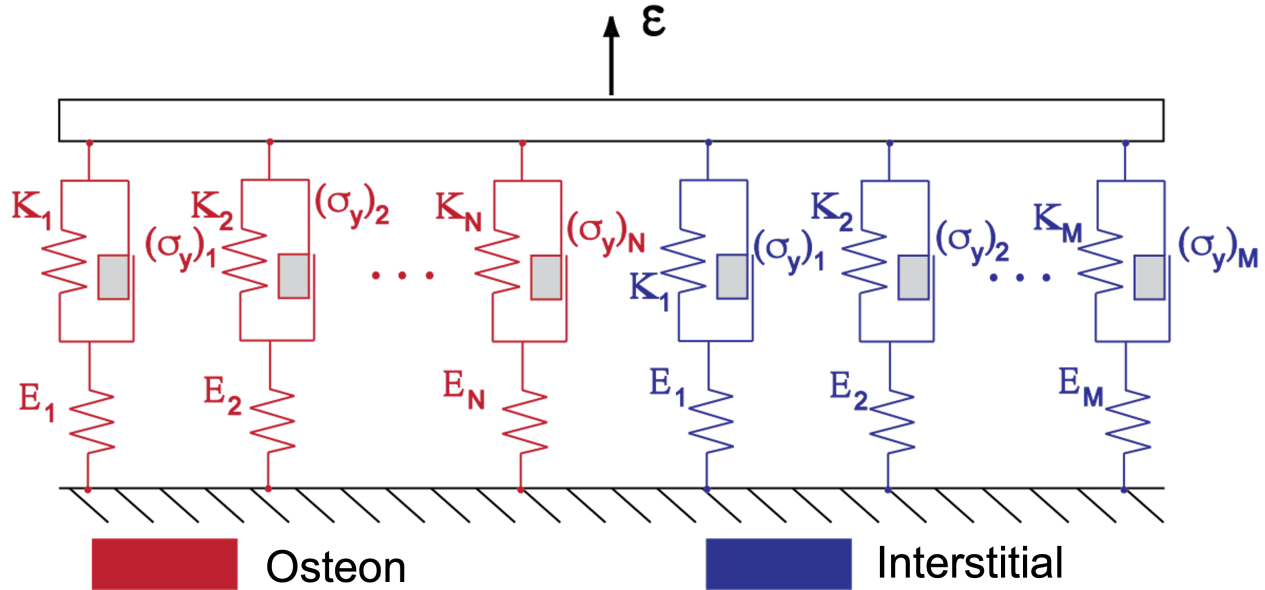 ε
K1 (σy)1 K2 (σy)2 KN (σy)N K1 (σy)1 K2 (σy)2 KM (σy)M
E1 E2 EN E1 E2 EM
Osteon Interstitial